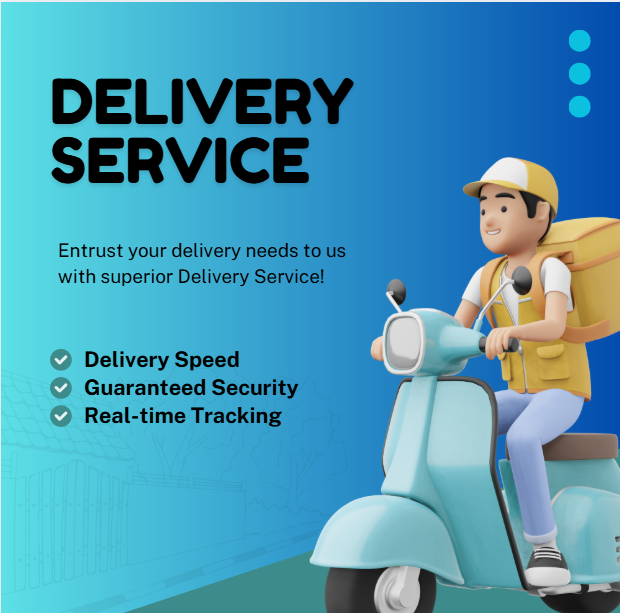 DELIVERY
SERVICE
Entrust your delivery needs to us
with superior Delivery Service!
Delivery Speed
Guaranteed Security
Real-time Tracking